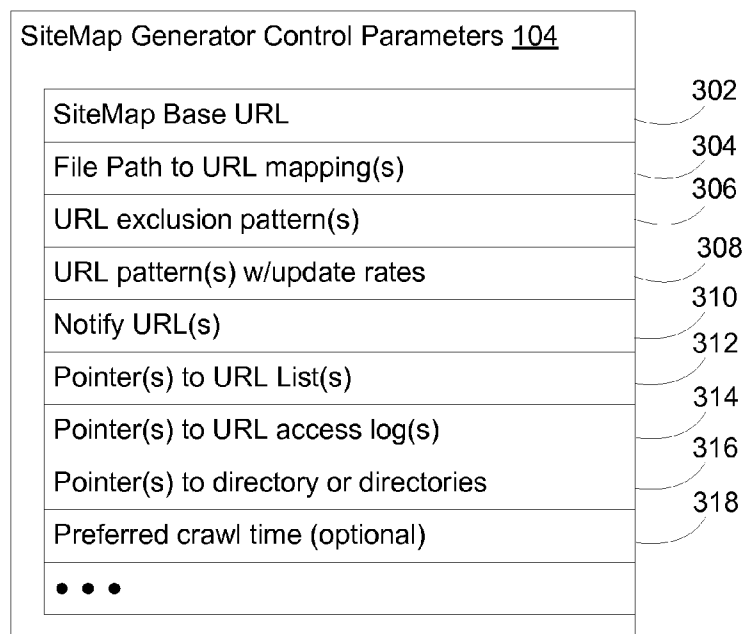 SiteMap Generator Control Parameters 104
SiteMap Base URL 302
File Path to URL mapping(s) 304
URL exclusion pattern(s) 306
URL pattern(s) w/update rates 308
Notify URL(s) 310
Pointer(s) to URL List(s) 312
Pointer(s) to URL access log(s) 314
Pointer(s) to directory or directories 316
Preferred crawl time (optional) 318
• • •